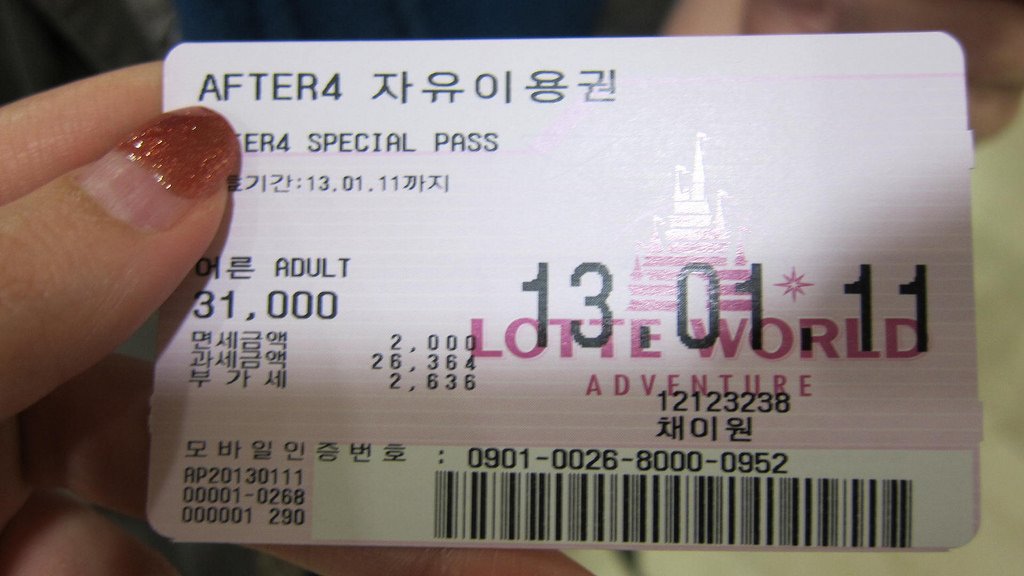 AFTER4 자유이용권
TER4 SPECIAL PASS
기간:13.01.11까지
어른 ADULT
31,000
면세금액 2,000
과세금액 26,364
부가세 2,636
13.01.11
LOTTE WORLD
ADVENTURE
12123238
채이원
모바일인증번호 : 0901-0026-8000-0952
AP20130111
00001-0268
000001 290